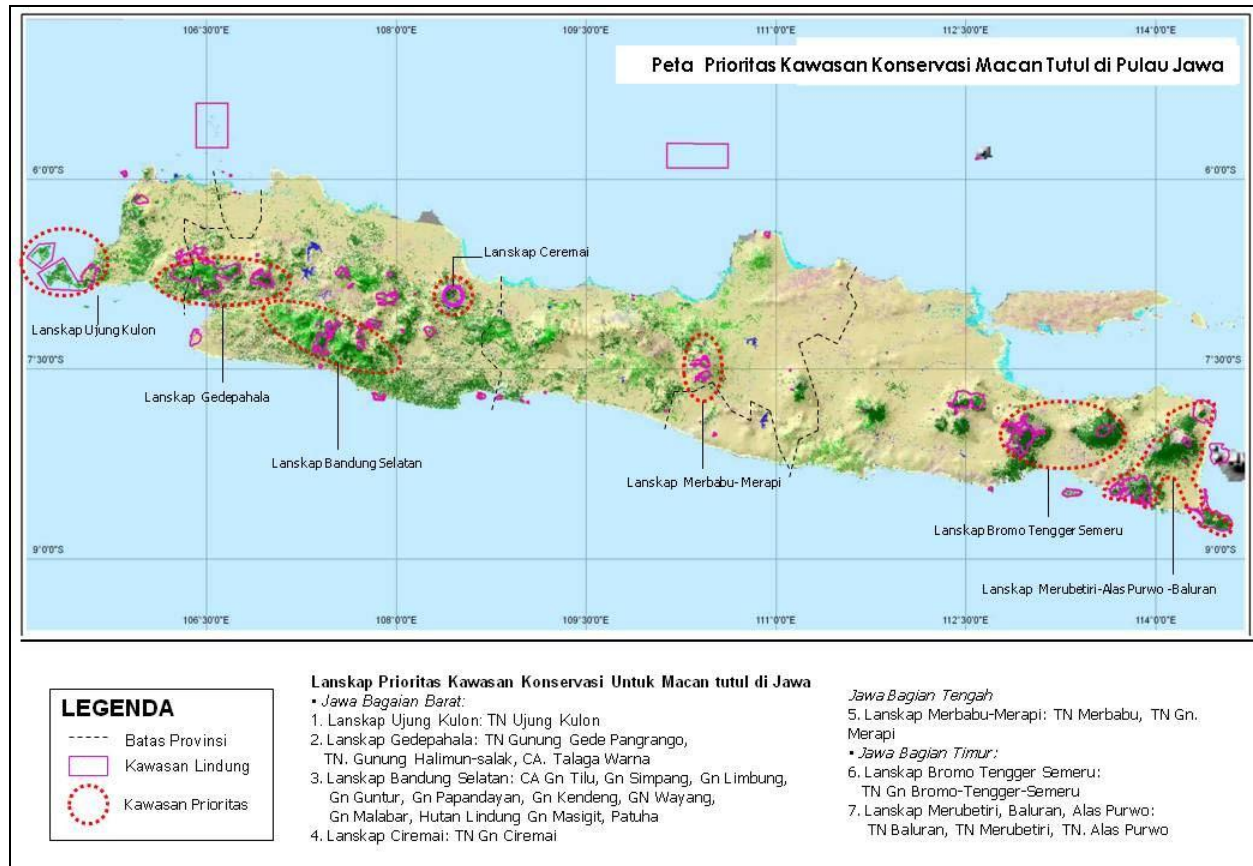 Peta Prioritas Kawasan Konservasi Macan Tutul di Pulau Jawa
106°30'0"E 108°0'0"E 109°30'0"E 111°0'0"E 112°30'0"E 114°0'0"E
6°0'0"S 6°0'0"S
Lanskap Ceremai
Lanskap Ujung Kulon
7°30'0"S 7°30'0"S
Lanskap Gedepahala
Lanskap Bandung Selatan
Lanskap Merbabu-Merapi
Lanskap Bromo Tengger Semeru
9°0'0"S 9°0'0"S
Lanskap Merubetiri-Alas Purwo -Baluran
106°30'0"E 108°0'0"E 109°30'0"E 111°0'0"E 112°30'0"E 114°0'0"E
LEGENDA
Batas Provinsi
Kawasan Lindung
Kawasan Prioritas
Lanskap Prioritas Kawasan Konservasi Untuk Macan tutul di Jawa
• Jawa Bagaian Barat:
1. Lanskap Ujung Kulon: TN Ujung Kulon
2. Lanskap Gedepahala: TN Gunung Gede Pangrango,
TN. Gunung Halimun-salak, CA. Talaga Warna
3. Lanskap Bandung Selatan: CA Gn Tilu, Gn Simpang, Gn Limbung,
Gn Guntur, Gn Papandayan, Gn Kendeng, GN Wayang,
Gn Malabar, Hutan Lindung Gn Masigit, Patuha
4. Lanskap Ciremai: TN Gn Ciremai
Jawa Bagian Tengah
5. Lanskap Merbabu-Merapi: TN Merbabu, TN Gn.
Merapi
• Jawa Bagian Timur:
6. Lanskap Bromo Tengger Semeru:
TN Gn Bromo-Tengger-Semeru
7. Lanskap Merubetiri, Baluran, Alas Purwo:
TN Baluran, TN Merubetiri, TN. Alas Purwo